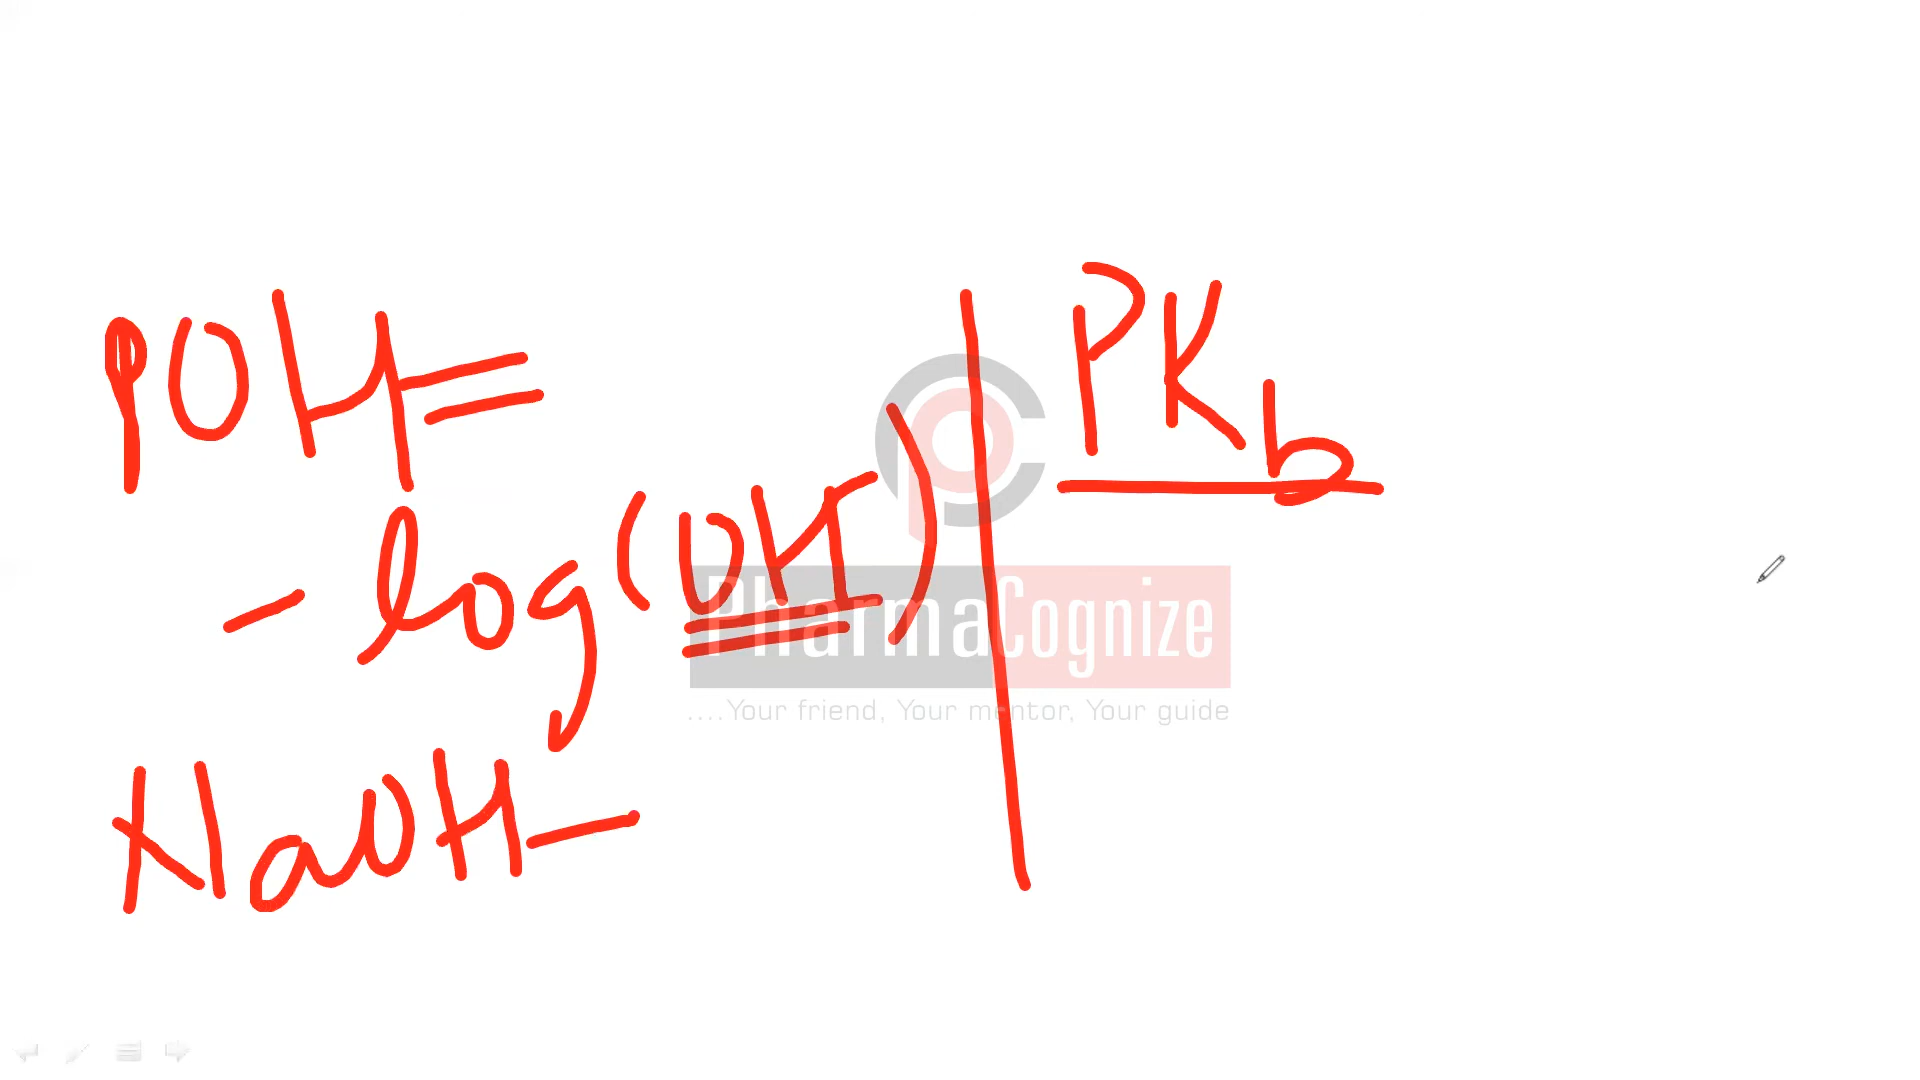 pOH =
- log (OH)
NaOH -
PKb
PharmaCognize
....Your friend, Your mentor, Your guide